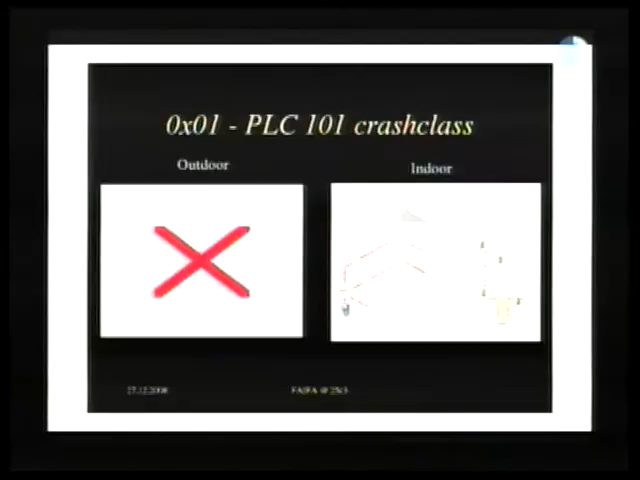 0x01 - PLC 101 crashclass
Outdoor
Indoor
27.12.2008
FAIFA @ 25C3